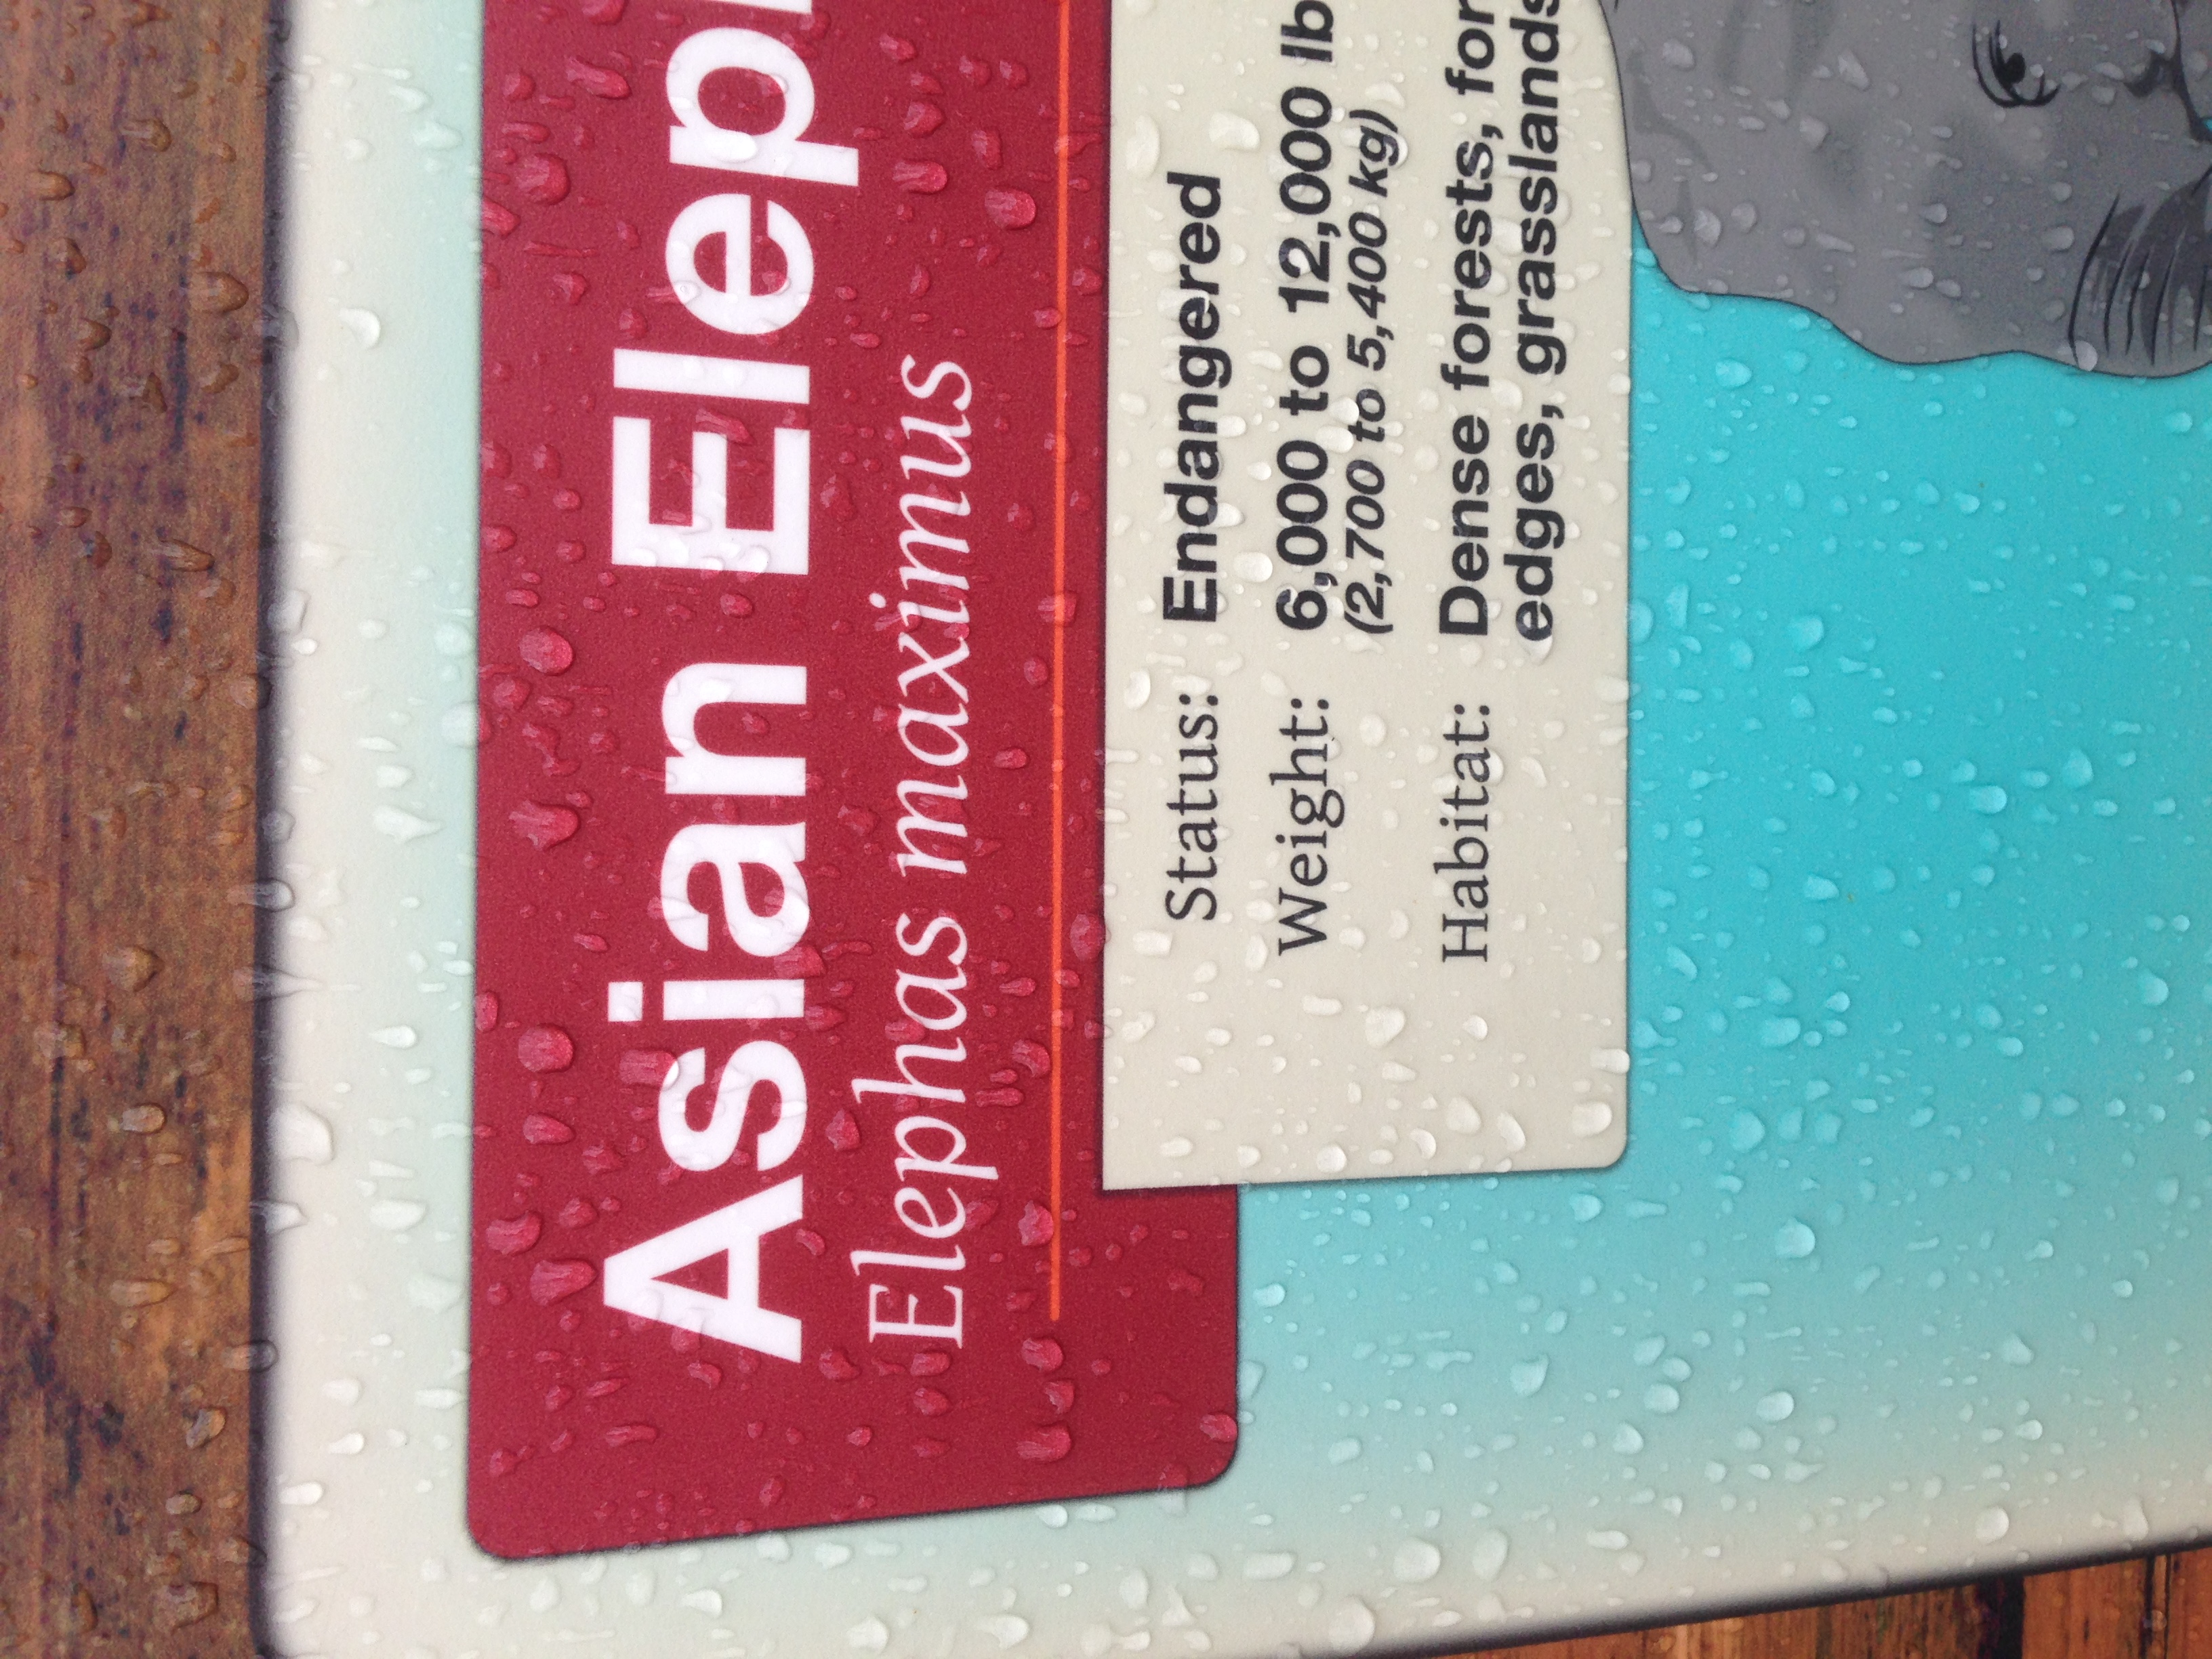 Asian Elep
Elephas maximus
Status: Endangered
Weight: 6,000 to 12,000 lb
(2,700 to 5,400 kg)
Habitat: Dense forests, for
edges, grasslands